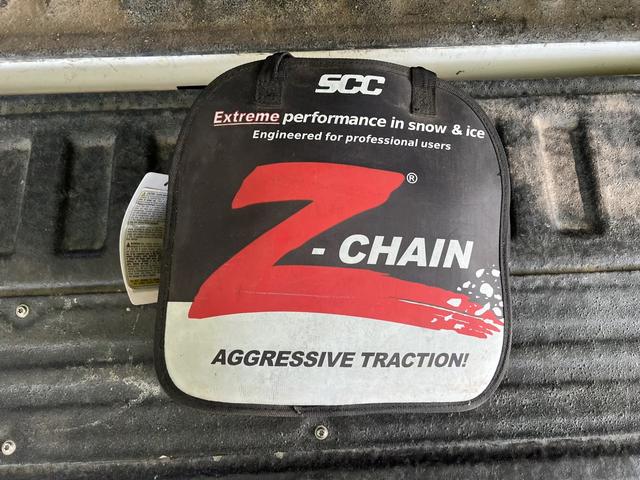 SCC
Extreme performance in snow & ice
Engineered for professional users
Z®
- CHAIN
AGGRESSIVE TRACTION!